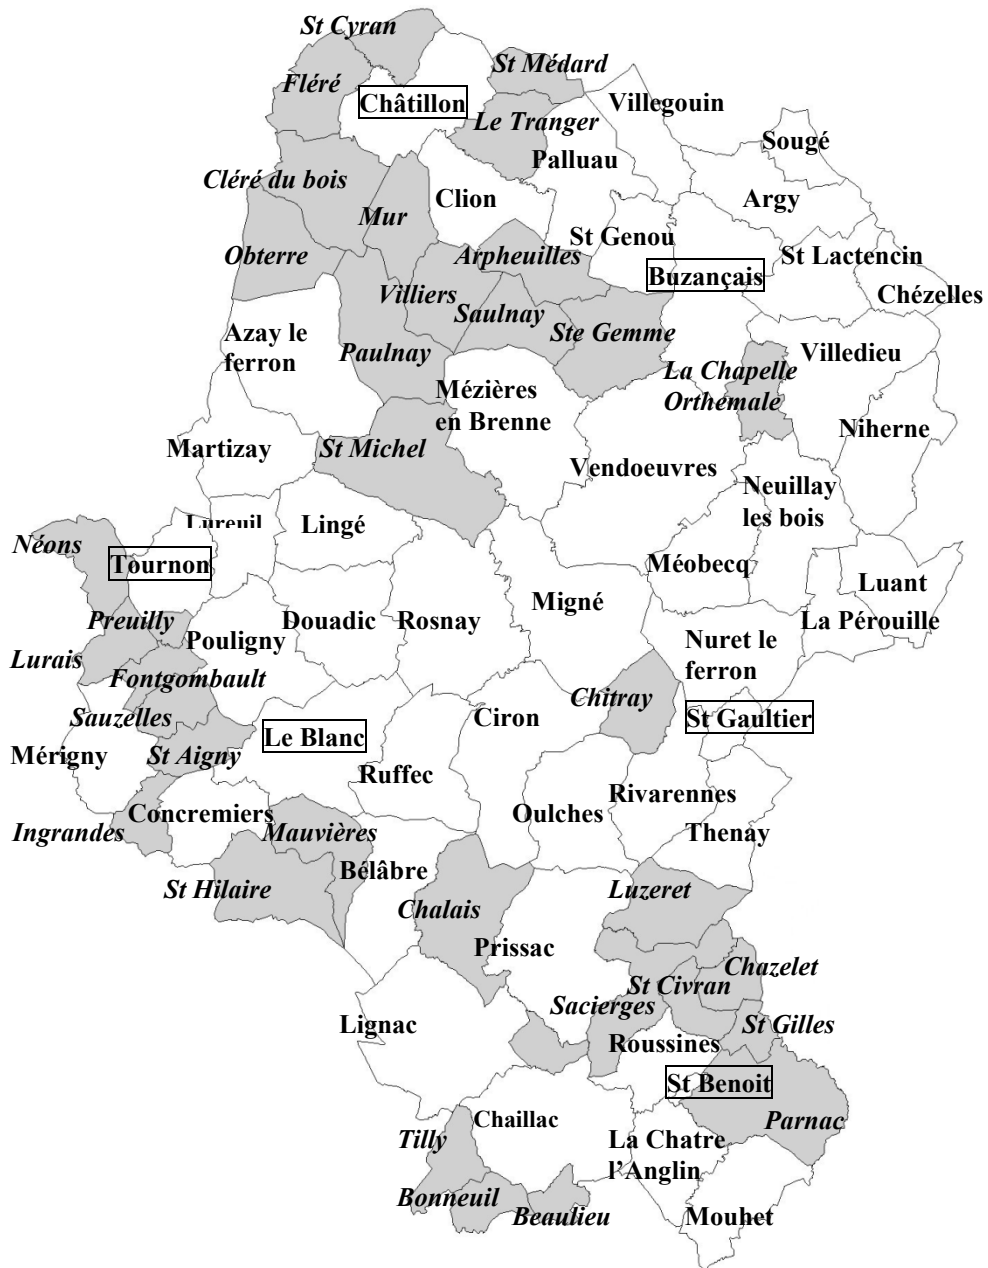 St Cyran
St Médard
Fléré
Châtillon
Villegouin
Le Tranger
Sougé
Palluau
Cléré du bois
Clion
Argy
Mur
St Genou
Obterre
Arpheuilles
St Lactencin
Buzançais
Villiers
Chézelles
Saulnay
Azay le
ferron
Ste Gemme
Paulnay
Villedieu
La Chapelle
Orthemale
Mézières
en Brenne
Niherne
Martizay
St Michel
Vendoeuvres
Neuillay
les bois
Lureuil
Lingé
Néons
Tournon
Méobecq
Luant
Migné
Preuilly
Pouligny
Douadic
Rosnay
La Pérouille
Nuret le
ferron
Lurais
Fontgombault
Chitray
Sauzelles
Ciron
St Gaultier
Le Blanc
Mérigny
St Aigny
Ruffec
Rivarennes
Concremiers
Oulches
Ingrandes
Mauvières
Thenay
Bélâbre
St Hilaire
Luzeret
Chalais
Prissac
Chazelet
St Civran
Sacierges
Lignac
St Gilles
Roussines
St Benoit
Chaillac
Parnac
Tilly
La Chatre
l’Anglin
Bonneuil
Beaulieu
Mouhet